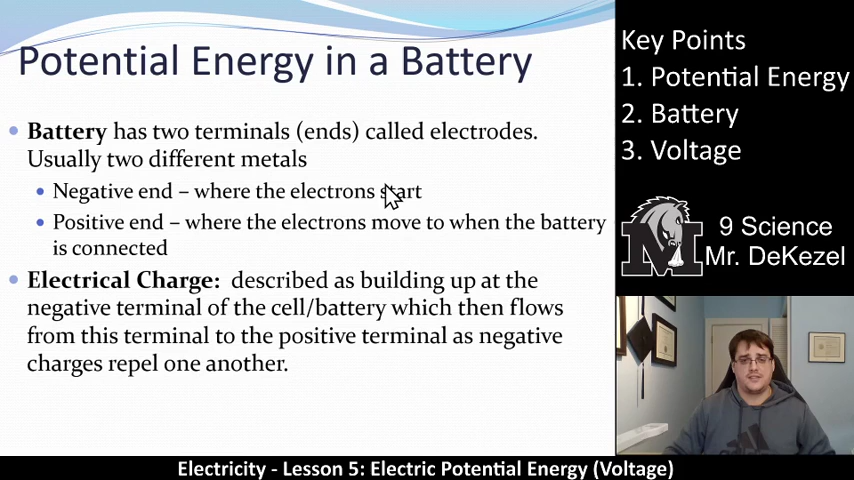 Potential Energy in a Battery
Battery has two terminals (ends) called electrodes.
Usually two different metals
Negative end – where the electrons start
Positive end – where the electrons move to when the battery
is connected
Electrical Charge: described as building up at the
negative terminal of the cell/battery which then flows
from this terminal to the positive terminal as negative
charges repel one another.
Key Points
1. Potential Energy
2. Battery
3. Voltage
M
9 Science
Mr. DeKezel
Electricity - Lesson 5: Electric Potential Energy (Voltage)